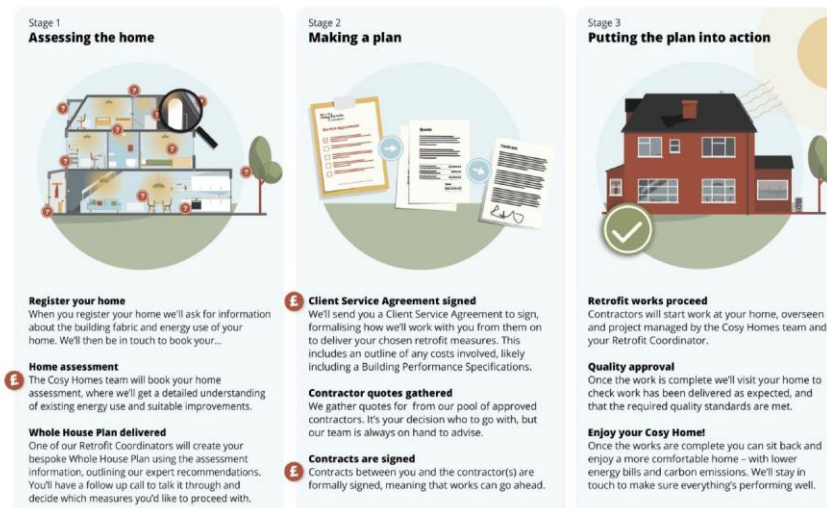 Stage 1
Assessing the home
Register your home
When you register your home we'll ask for information
about the building fabric and energy use of your
home. We'll then be in touch to book your...
£
Home assessment
The Cosy Homes team will book your home
assessment, where we'll get a detailed understanding
of existing energy use and suitable improvements.
Whole House Plan delivered
One of our Retrofit Coordinators will create your
bespoke Whole House Plan using the assessment
information, outlining our expert recommendations.
You'll have a follow up call to talk it through and
decide which measures you'd like to proceed with.
Stage 2
Making a plan
Service Agreement
Quote
Contract
£
Client Service Agreement signed
We'll send you a Client Service Agreement to sign,
formalising how we'll work with you from them on
to deliver your chosen retrofit measures. This
includes an outline of any costs involved, likely
including a Building Performance Specifications.
Contractor quotes gathered
We gather quotes for from our pool of approved
contractors. It's your decision who to go with, but
our team is always on hand to advise.
£
Contracts are signed
Contracts between you and the contractor(s) are
formally signed, meaning that works can go ahead.
Stage 3
Putting the plan into action
Retrofit works proceed
Contractors will start work at your home, overseen
and project managed by the Cosy Homes team and
your Retrofit Coordinator.
Quality approval
Once the work is complete we'll visit your home to
check work has been delivered as expected, and
that the required quality standards are met.
Enjoy your Cosy Home!
Once the works are complete you can sit back and
enjoy a more comfortable home – with lower
energy bills and carbon emissions. We'll stay in
touch to make sure everything's performing well.